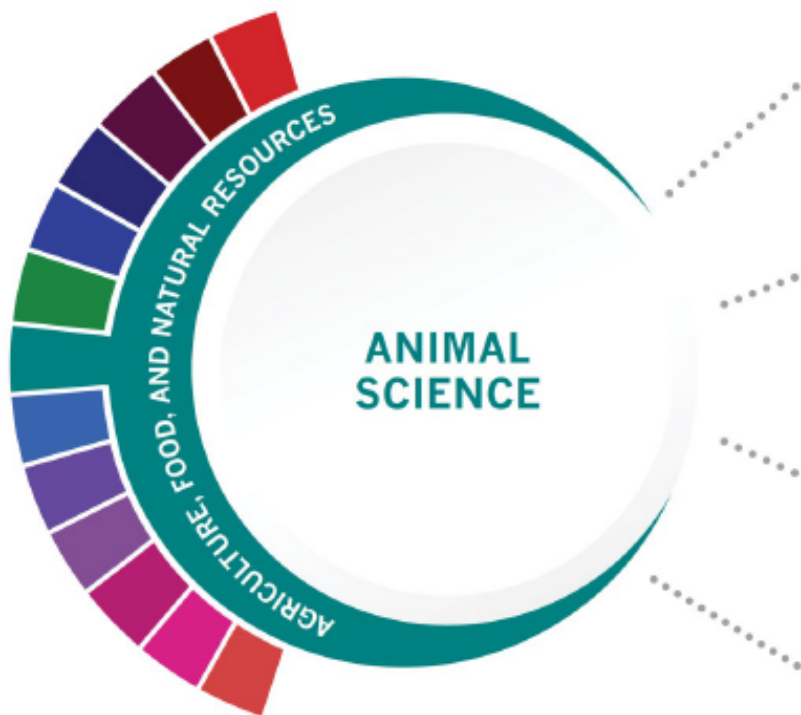 AGRICULTURE, FOOD, AND NATURAL RESOURCES
ANIMAL
SCIENCE